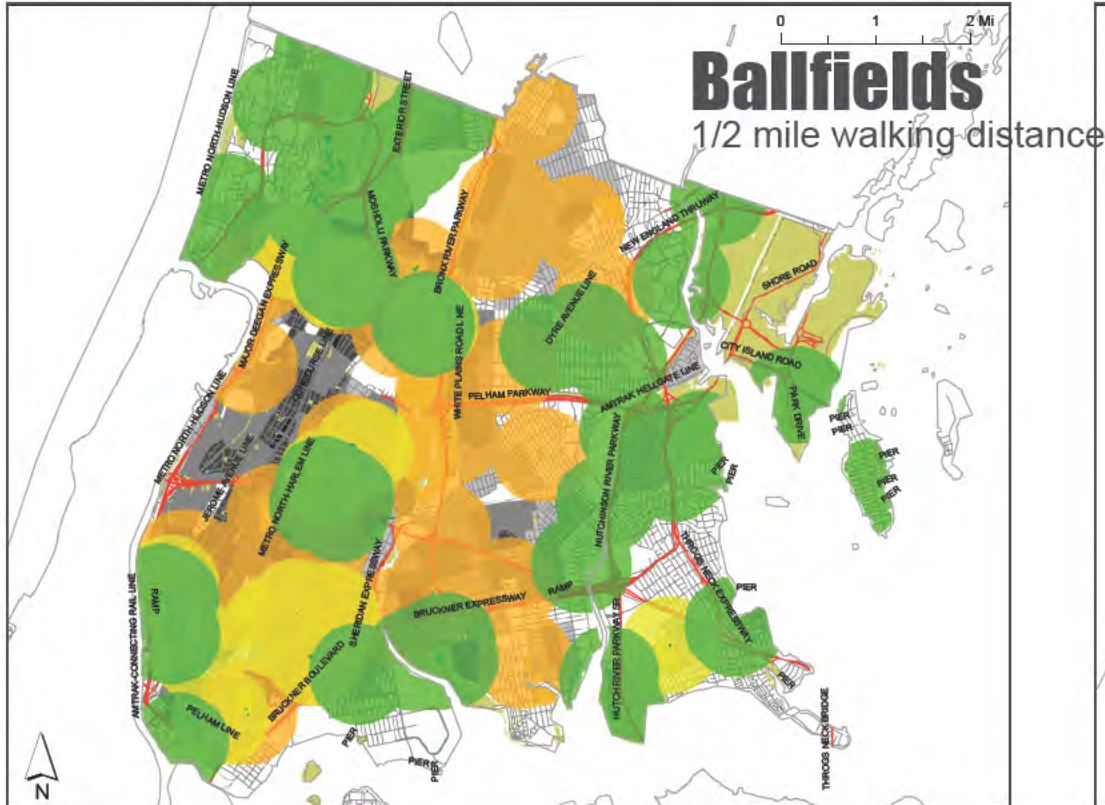 0 1 2 Mi
Ballfields
1/2 mile walking distance
METRO NORTH-HUDSON LINE
EXTERIOR STREET
MOSHOLU PARKWAY
BRONX RIVER PARKWAY
NEW ENGLAND THRUWAY
SHORE ROAD
MAJOR DEEGAN EXPRESSWAY
DYRE AVENUE LINE
CITY ISLAND ROAD
WHITE PLAINS ROAD L NE
PELHAM PARKWAY
AMTRAK HELLGATE LINE
PARK DRIVE
PIER
PIER
METRO NORTH-HUDSON LINE
JEROME AVENUE LINE
METRO NORTH-HARLEM LINE
HUTCHINSON RIVER PARKWAY
PIER
PIER
PIER
PIER
PIER
THROGS NECK EXPRESSWAY
SHERIDAN EXPRESSWAY
AMTRAK-CONNECTING RAIL LINE
RAMP
BRUCKNER EXPRESSWAY
RAMP
PIER
HUTCH RIVER PARKWAY SR
BRUCKNER BOULEVARD
PELHAM LINE
PIER
PIER
PIER
PIER
THROGS NECK BRIDGE
N